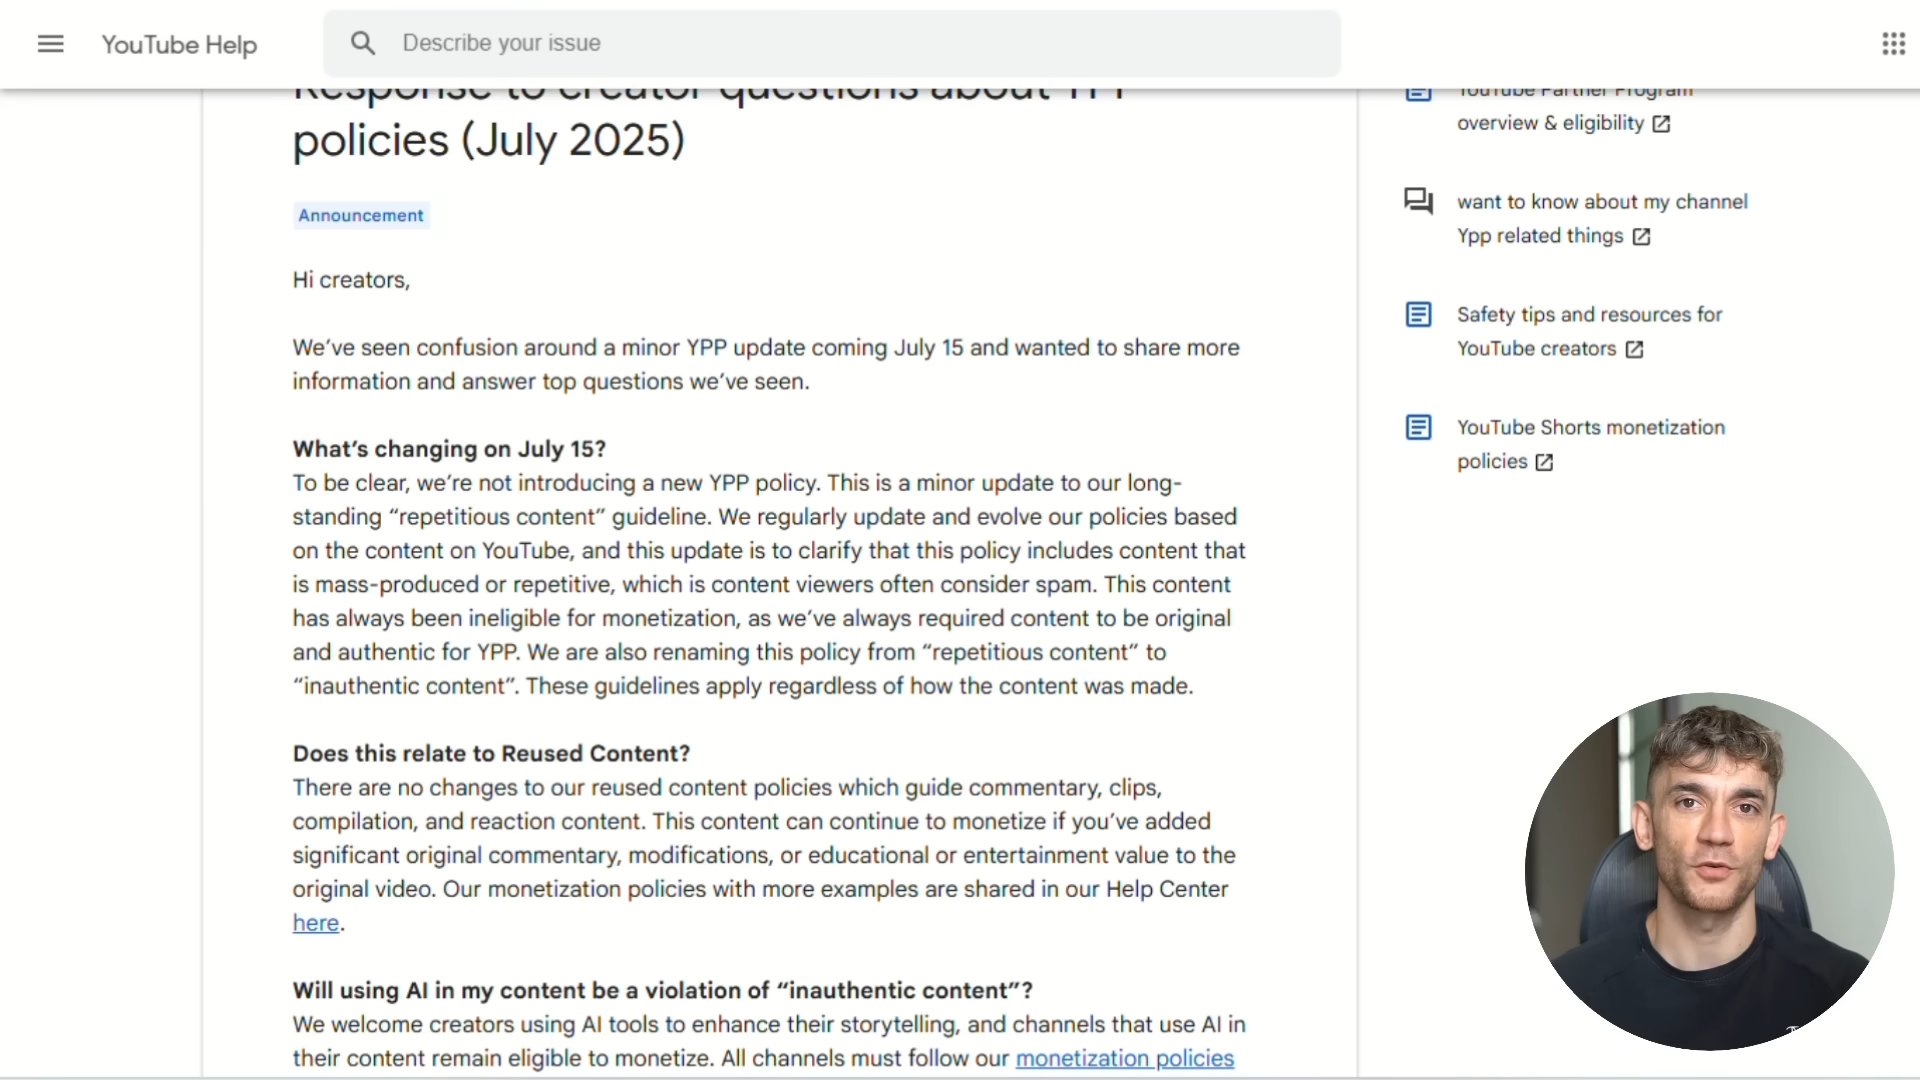 YouTube Help
Describe your issue
Response to creator questions about YPP
policies (July 2025)
Announcement
Hi creators,
We’ve seen confusion around a minor YPP update coming July 15 and wanted to share more
information and answer top questions we’ve seen.
What’s changing on July 15?
To be clear, we’re not introducing a new YPP policy. This is a minor update to our long-
standing “repetitious content” guideline. We regularly update and evolve our policies based
on the content on YouTube, and this update is to clarify that this policy includes content that
is mass-produced or repetitive, which is content viewers often consider spam. This content
has always been ineligible for monetization, as we’ve always required content to be original
and authentic for YPP. We are also renaming this policy from “repetitious content” to
“inauthentic content”. These guidelines apply regardless of how the content was made.
Does this relate to Reused Content?
There are no changes to our reused content policies which guide commentary, clips,
compilation, and reaction content. This content can continue to monetize if you’ve added
significant original commentary, modifications, or educational or entertainment value to the
original video. Our monetization policies with more examples are shared in our Help Center
here.
Will using AI in my content be a violation of “inauthentic content”?
We welcome creators using AI tools to enhance their storytelling, and channels that use AI in
their content remain eligible to monetize. All channels must follow our monetization policies
YouTube Partner Program
overview & eligibility
want to know about my channel
Ypp related things
Safety tips and resources for
YouTube creators
YouTube Shorts monetization
policies